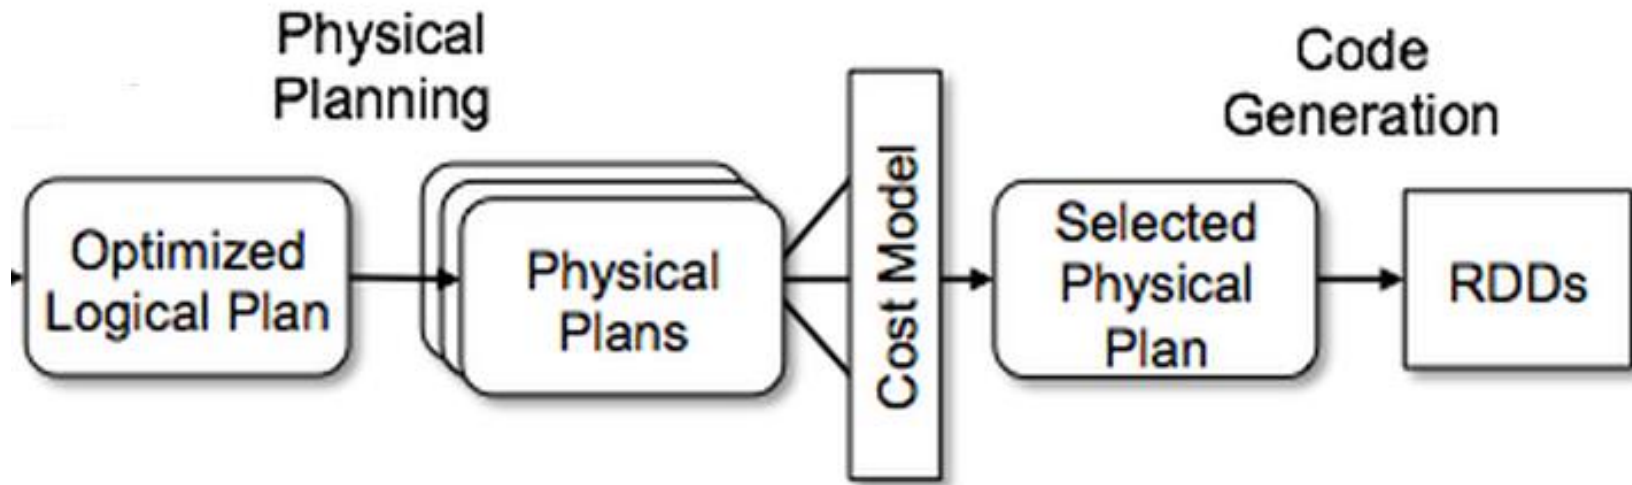 Physical
Planning
Code
Generation
Optimized
Logical Plan
Physical
Plans
Cost Model
Selected
Physical
Plan
RDDs